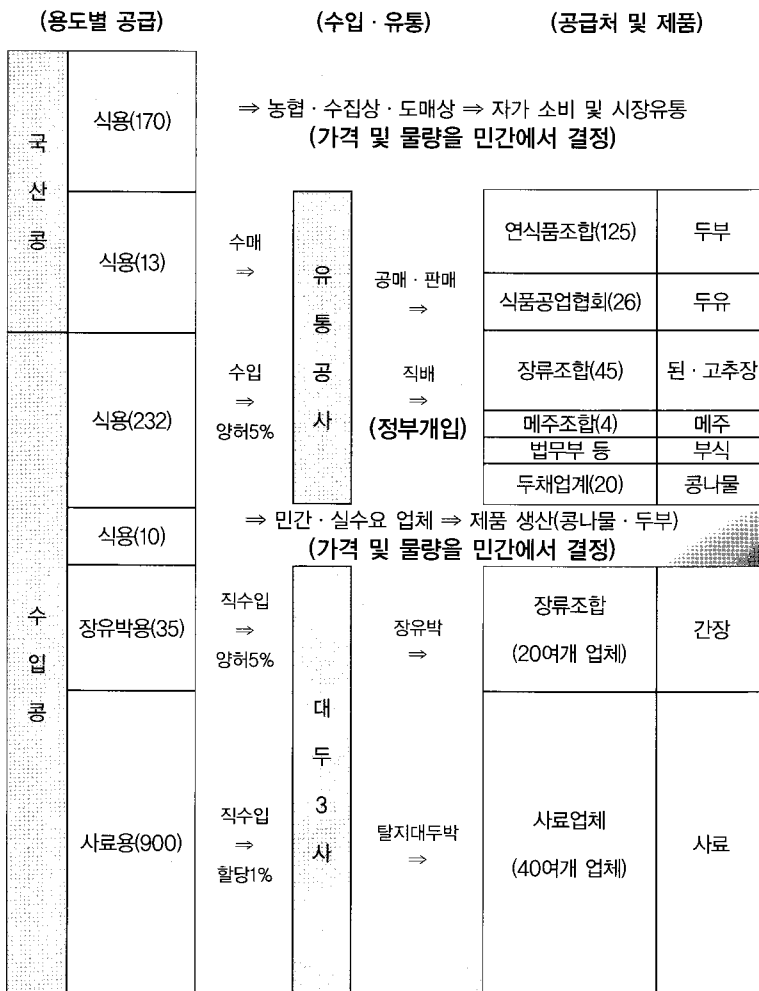 (용도별 공급) (수입 · 유통) (공급처 및 제품)
국산콩
식용(170)
⇒ 농협 · 수집상 · 도매상 ⇒ 자가 소비 및 시장유통
(가격 및 물량을 민간에서 결정)
식용(13)
수매
⇒
유통공사
공매 · 판매
⇒
연식품조합(125) 두부
식품공업협회(26) 두유
수입콩
식용(232)
수입
⇒
양허5%
직배
⇒
(정부개입)
장류조합(45) 된 · 고추장
메주조합(4) 메주
법무부 등 부식
두채업계(20) 콩나물
식용(10)
⇒ 민간 · 실수요 업체 ⇒ 제품 생산(콩나물 · 두부)
(가격 및 물량을 민간에서 결정)
장유박용(35)
직수입
⇒
양허5%
대두3사
장유박
⇒
장류조합
(20여개 업체)
간장
사료용(900)
직수입
⇒
할당1%
탈지대두박
⇒
사료업체
(40여개 업체)
사료